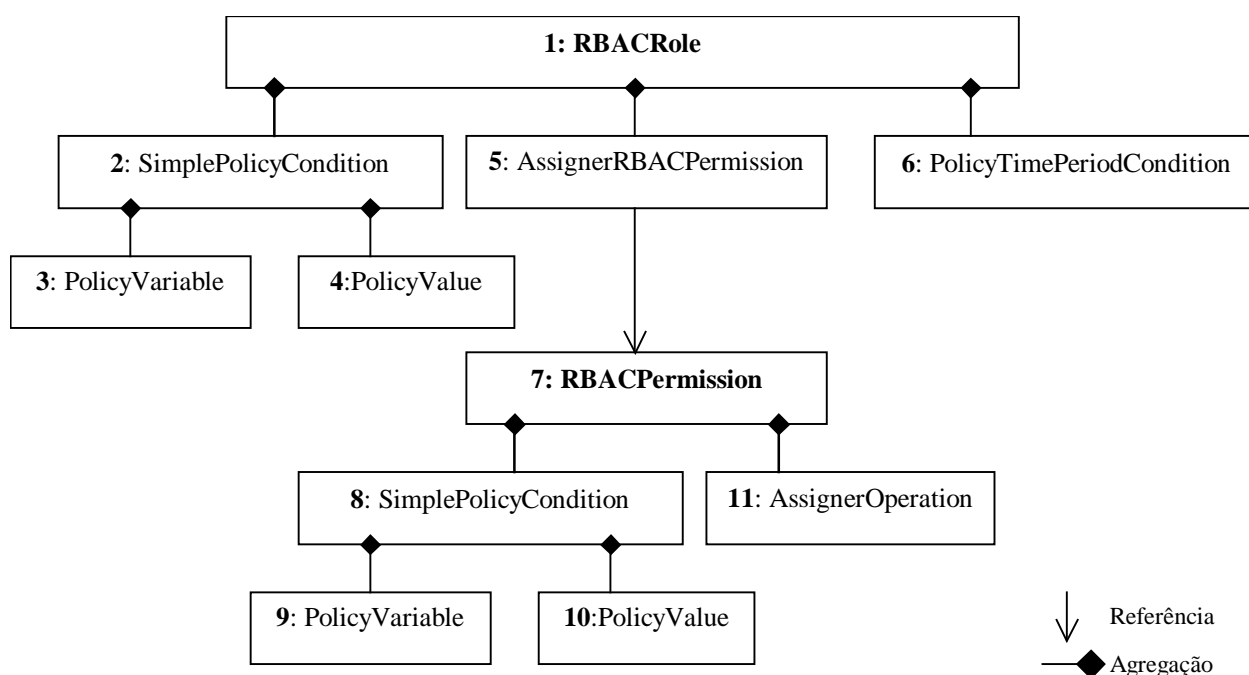 1: RBACRole
2: SimplePolicyCondition
5: AssignerRBACPermission
6: PolicyTimePeriodCondition
3: PolicyVariable
4:PolicyValue
7: RBACPermission
8: SimplePolicyCondition
11: AssignerOperation
9: PolicyVariable
10:PolicyValue
Referência
Agregação